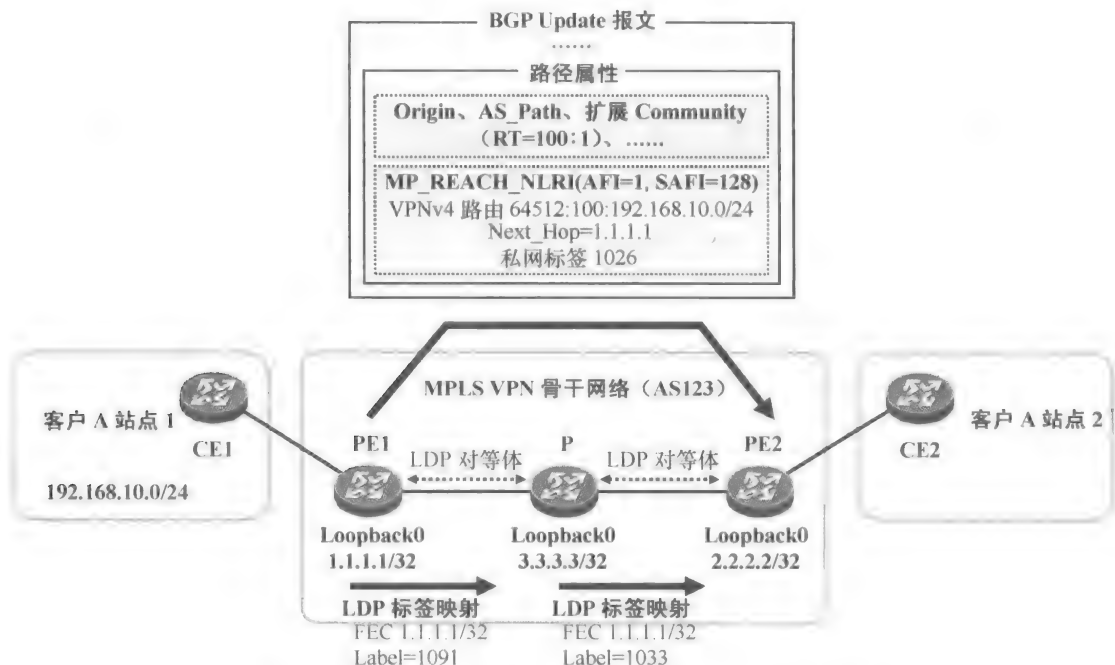 BGP Update 报文
……
路径属性
Origin、AS_Path、扩展 Community
（RT=100:1）、……
MP_REACH_NLRI(AFI=1, SAFI=128)
VPNv4 路由 64512:100:192.168.10.0/24
Next_Hop=1.1.1.1
私网标签 1026
MPLS VPN 骨干网络（AS123）
客户 A 站点 1
CE1
192.168.10.0/24
PE1
LDP 对等体
P
LDP 对等体
PE2
CE2
客户 A 站点 2
Loopback0
1.1.1.1/32
Loopback0
3.3.3.3/32
Loopback0
2.2.2.2/32
LDP 标签映射
FEC 1.1.1.1/32
Label=1091
LDP 标签映射
FEC 1.1.1.1/32
Label=1033